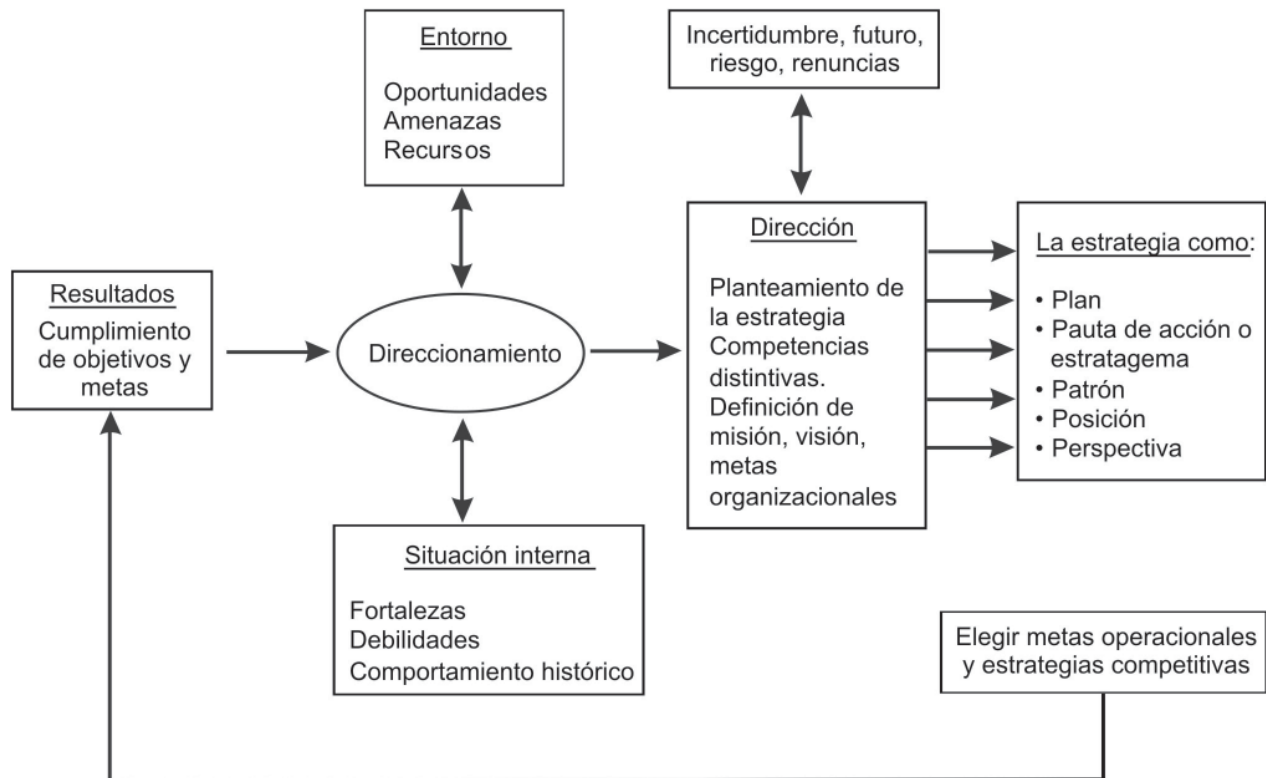 Entorno
Oportunidades
Amenazas
Recursos
Incertidumbre, futuro,
riesgo, renuncias
Resultados
Cumplimiento
de objetivos y
metas
Direccionamiento
Dirección
Planteamiento de
la estrategia
Competencias
distintivas.
Definición de
misión, visión,
metas
organizacionales
La estrategia como:
• Plan
• Pauta de acción o
estratagema
• Patrón
• Posición
• Perspectiva
Situación interna
Fortalezas
Debilidades
Comportamiento histórico
Elegir metas operacionales
y estrategias competitivas